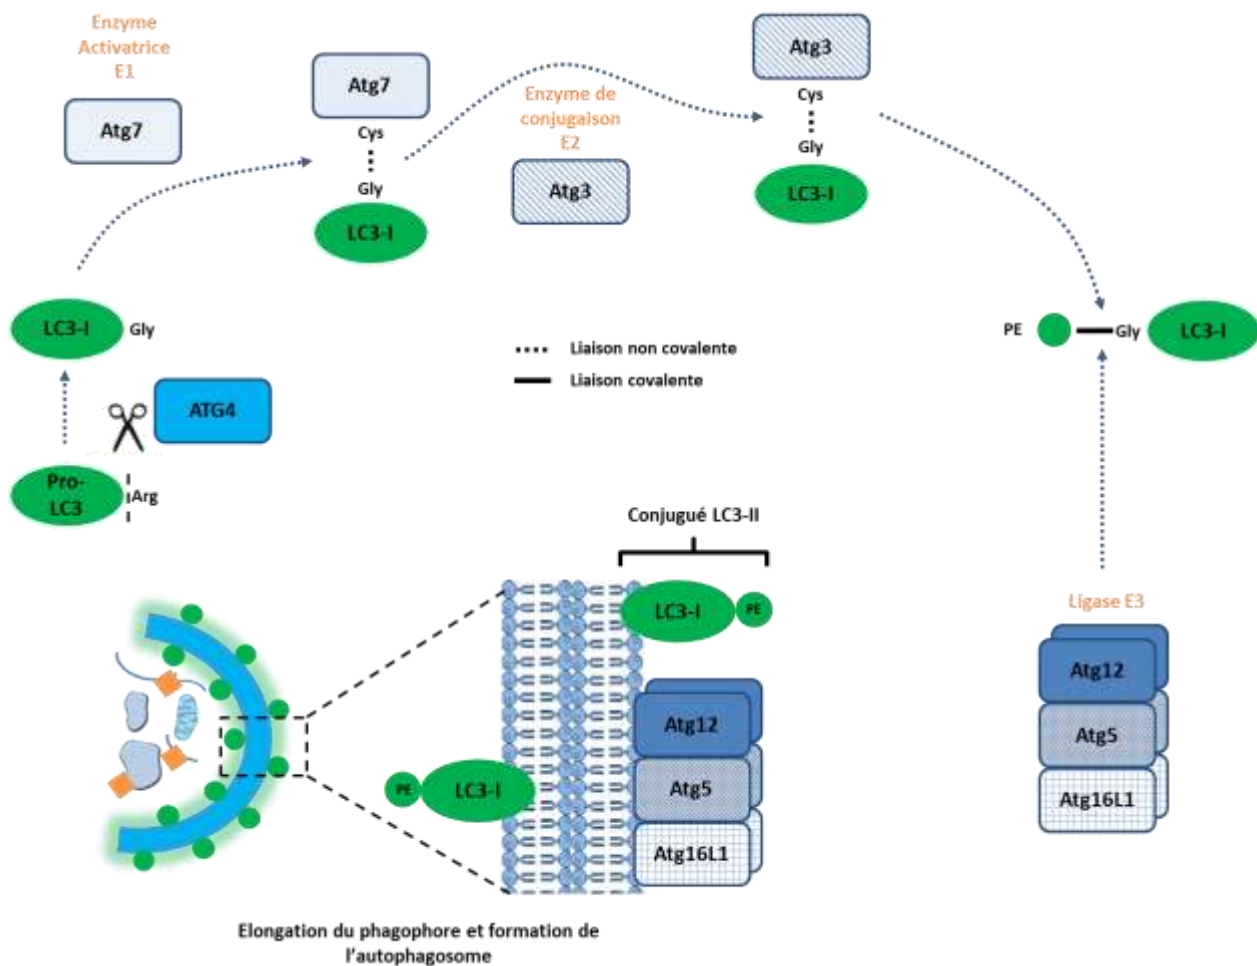 Enzyme
Activatrice
E1
Atg7
Atg7
Cys
Gly
LC3-I
Enzyme de
conjugaison
E2
Atg3
Atg3
Cys
Gly
LC3-I
LC3-I Gly
ATG4
Pro-
LC3
Arg
Liaison non covalente
Liaison covalente
PE Gly LC3-I
Ligase E3
Atg12
Atg5
Atg16L1
Conjugué LC3-II
LC3-I PE
Atg12
PE LC3-I
Atg5
Atg16L1
Elongation du phagophore et formation de
l'autophagosome